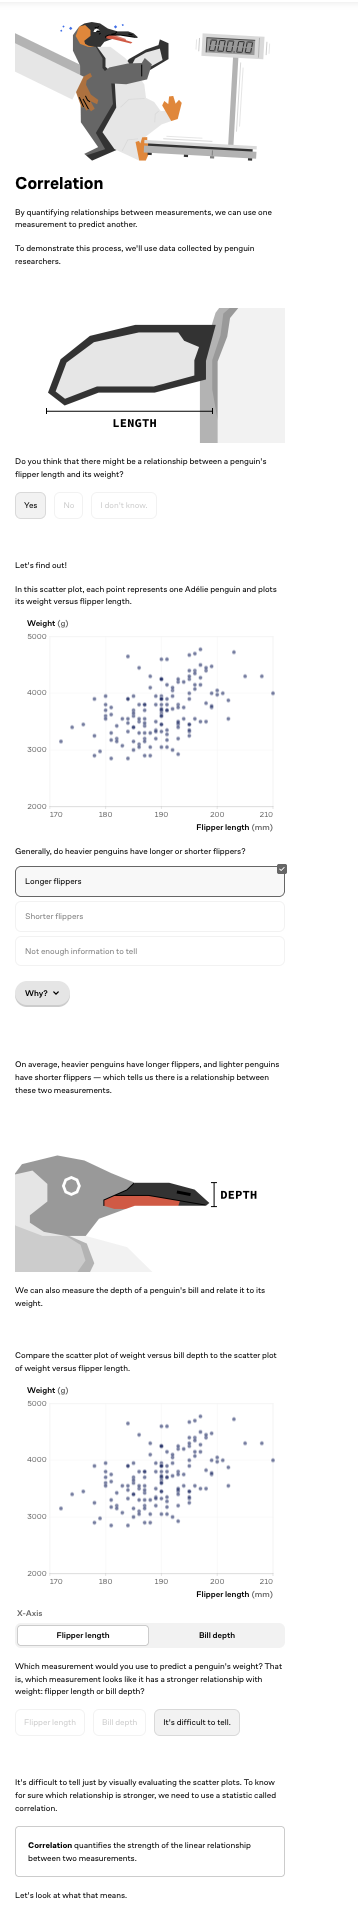 000.00
Correlation
By quantifying relationships between measurements, we can use one
measurement to predict another.
To demonstrate this process, we'll use data collected by penguin
researchers.
LENGTH
Do you think that there might be a relationship between a penguin's
flipper length and its weight?
Yes
No
I don't know.
Let's find out!
In this scatter plot, each point represents one Adélie penguin and plots
its weight versus flipper length.
Weight (g)
5000
4000
3000
2000
170 180 190 200 210
Flipper length (mm)
Generally, do heavier penguins have longer or shorter flippers?
Longer flippers
Shorter flippers
Not enough information to tell
Why?
On average, heavier penguins have longer flippers, and lighter penguins
have shorter flippers — which tells us there is a relationship between
these two measurements.
DEPTH
We can also measure the depth of a penguin's bill and relate it to its
weight.
Compare the scatter plot of weight versus bill depth to the scatter plot
of weight versus flipper length.
Weight (g)
5000
4000
3000
2000
170 180 190 200 210
Flipper length (mm)
X-Axis
Flipper length
Bill depth
Which measurement would you use to predict a penguin's weight? That
is, which measurement looks like it has a stronger relationship with
weight: flipper length or bill depth?
Flipper length
Bill depth
It's difficult to tell.
It's difficult to tell just by visually evaluating the scatter plots. To know
for sure which relationship is stronger, we need to use a statistic called
correlation.
Correlation quantifies the strength of the linear relationship
between two measurements.
Let's look at what that means.